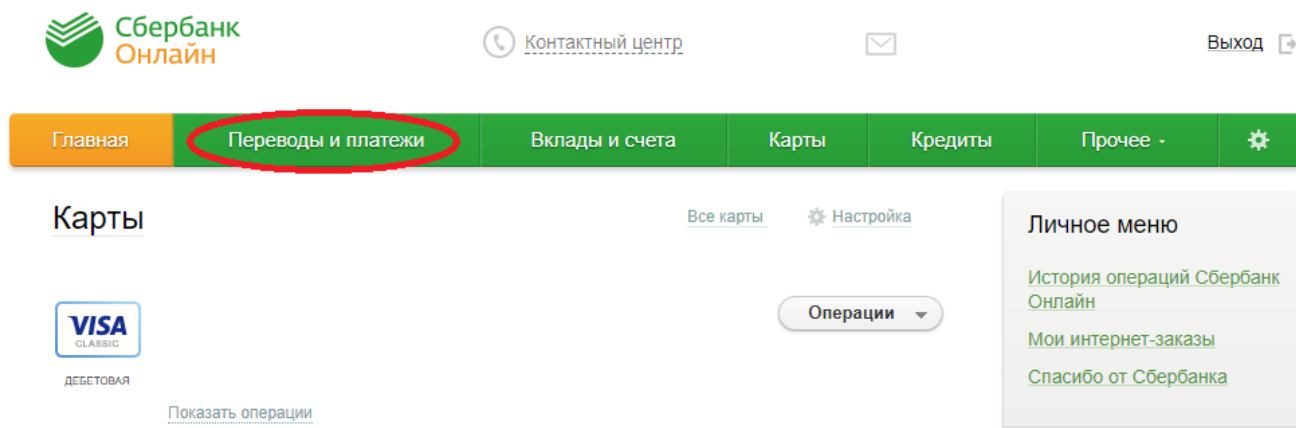 Сбербанк
Онлайн
Контактный центр
Выход
Главная
Переводы и платежи
Вклады и счета
Карты
Кредиты
Прочее
Карты
Все карты
Настройка
Личное меню
История операций Сбербанк
Онлайн
Мои интернет-заказы
Спасибо от Сбербанка
VISA
CLASSIC
ДЕБЕТОВАЯ
Операции
Показать операции